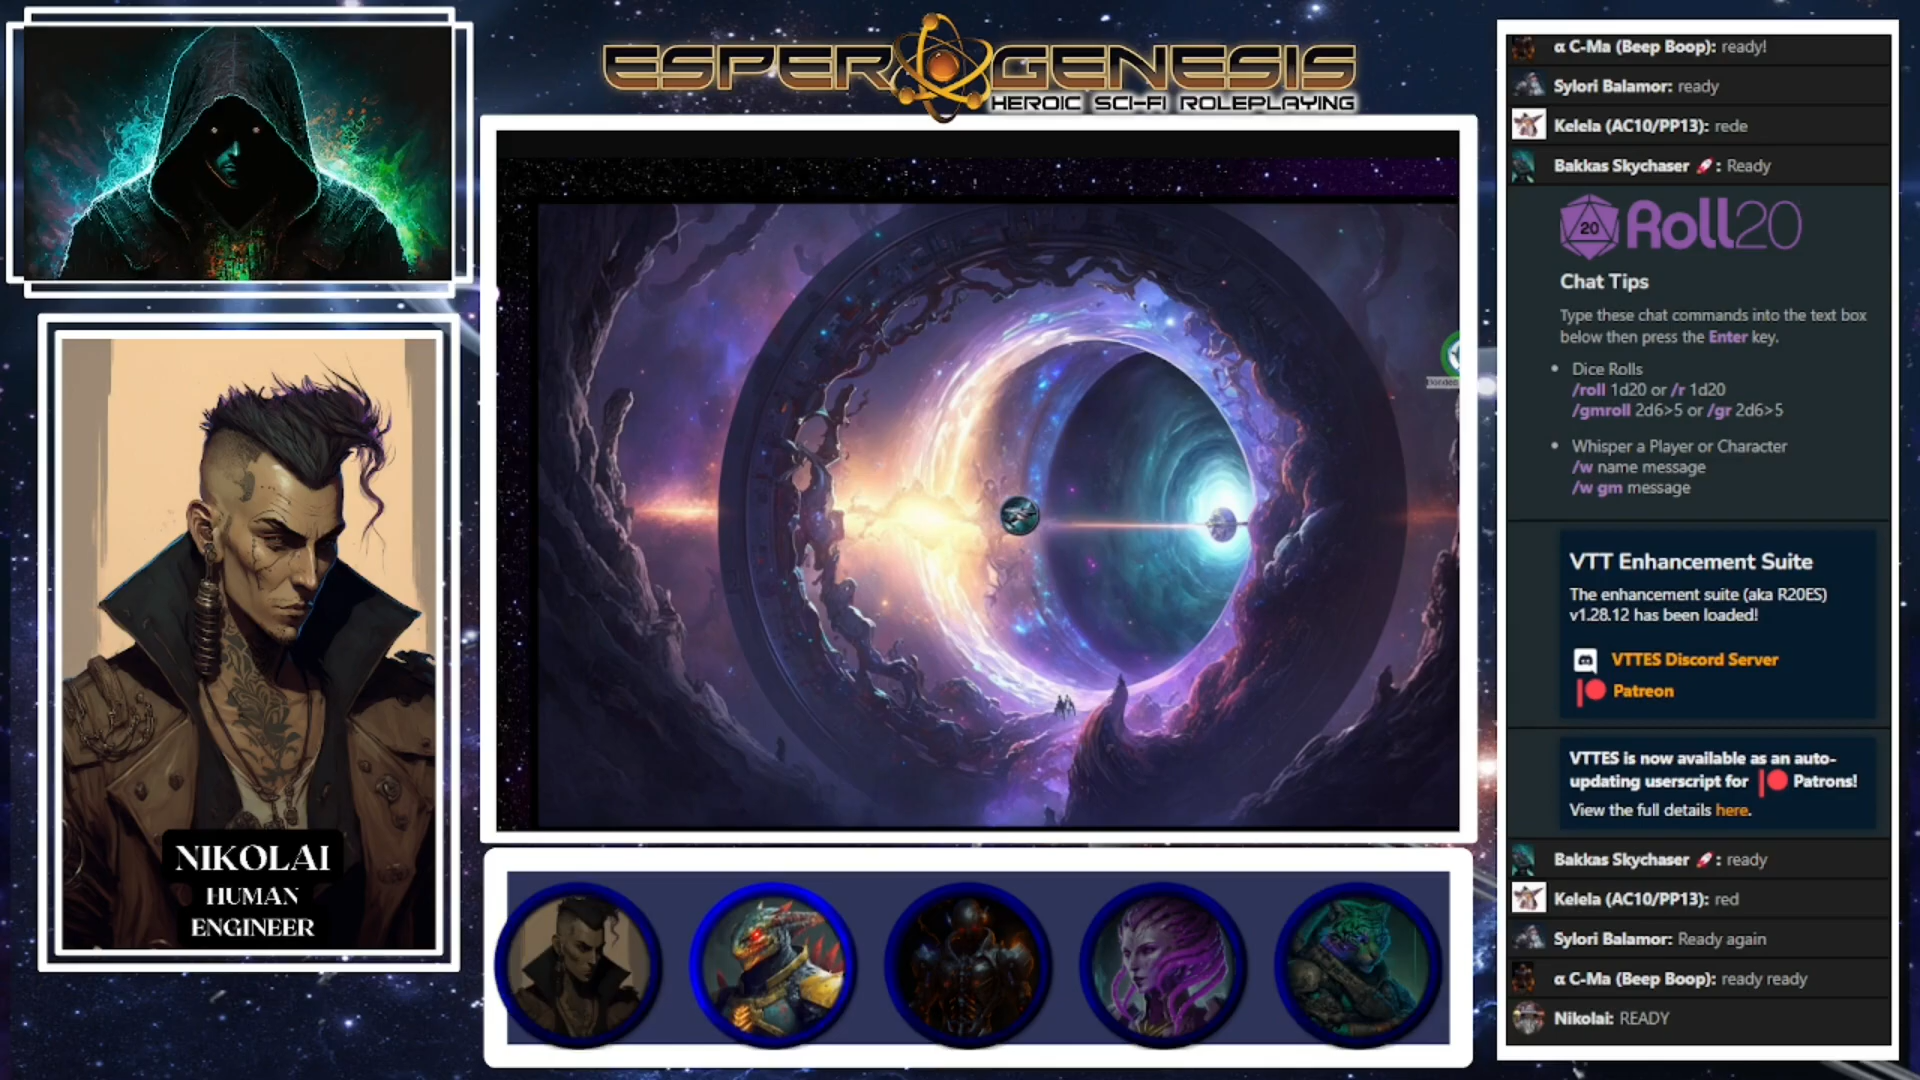 ESPER GENESIS
HEROIC SCI-FI ROLEPLAYING
NIKOLAI
HUMAN
ENGINEER
α C-Ma (Beep Boop): ready!
Sylori Balamor: ready
Kelela (AC10/PP13): rede
Bakkas Skychaser 🚀 : Ready
20 Roll20
Chat Tips
Type these chat commands into the text box
below then press the Enter key.
• Dice Rolls
/roll 1d20 or /r 1d20
/gmroll 2d6>5 or /gr 2d6>5
• Whisper a Player or Character
/w name message
/w gm message
VTT Enhancement Suite
The enhancement suite (aka R20ES)
v1.28.12 has been loaded!
VTTES Discord Server
Patreon
VTTES is now available as an auto-
updating userscript for Patrons!
View the full details here.
Bakkas Skychaser 🚀 : ready
Kelela (AC10/PP13): red
Sylori Balamor: Ready again
α C-Ma (Beep Boop): ready ready
Nikolai: READY